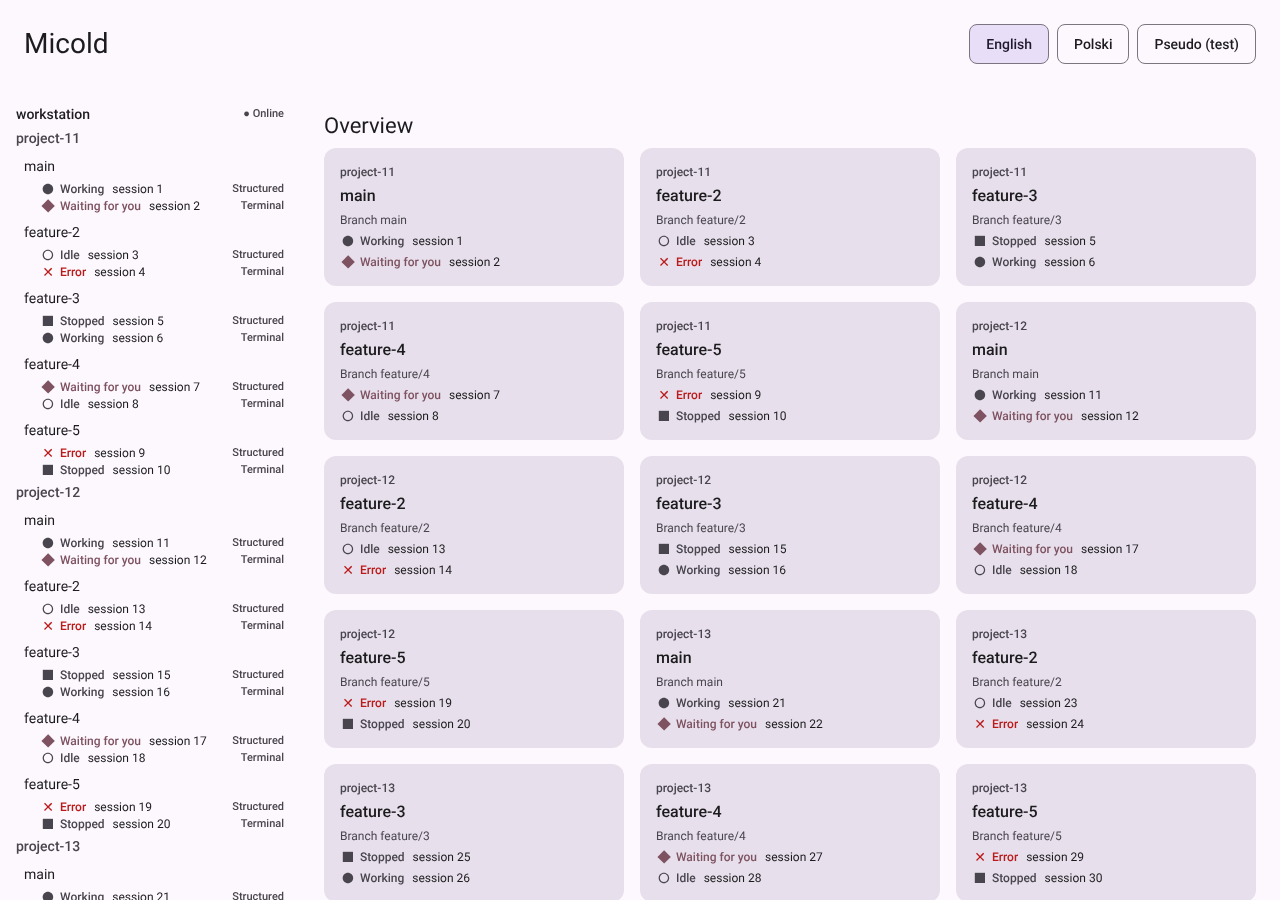 Micold
English
Polski
Pseudo (test)
workstation
● Online
project-11
main
Working session 1 Structured
Waiting for you session 2 Terminal
feature-2
Idle session 3 Structured
Error session 4 Terminal
feature-3
Stopped session 5 Structured
Working session 6 Terminal
feature-4
Waiting for you session 7 Structured
Idle session 8 Terminal
feature-5
Error session 9 Structured
Stopped session 10 Terminal
project-12
main
Working session 11 Structured
Waiting for you session 12 Terminal
feature-2
Idle session 13 Structured
Error session 14 Terminal
feature-3
Stopped session 15 Structured
Working session 16 Terminal
feature-4
Waiting for you session 17 Structured
Idle session 18 Terminal
feature-5
Error session 19 Structured
Stopped session 20 Terminal
project-13
main
Working session 21 Structured
Overview
project-11
main
Branch main
Working session 1
Waiting for you session 2
project-11
feature-2
Branch feature/2
Idle session 3
Error session 4
project-11
feature-3
Branch feature/3
Stopped session 5
Working session 6
project-11
feature-4
Branch feature/4
Waiting for you session 7
Idle session 8
project-11
feature-5
Branch feature/5
Error session 9
Stopped session 10
project-12
main
Branch main
Working session 11
Waiting for you session 12
project-12
feature-2
Branch feature/2
Idle session 13
Error session 14
project-12
feature-3
Branch feature/3
Stopped session 15
Working session 16
project-12
feature-4
Branch feature/4
Waiting for you session 17
Idle session 18
project-12
feature-5
Branch feature/5
Error session 19
Stopped session 20
project-13
main
Branch main
Working session 21
Waiting for you session 22
project-13
feature-2
Branch feature/2
Idle session 23
Error session 24
project-13
feature-3
Branch feature/3
Stopped session 25
Working session 26
project-13
feature-4
Branch feature/4
Waiting for you session 27
Idle session 28
project-13
feature-5
Branch feature/5
Error session 29
Stopped session 30